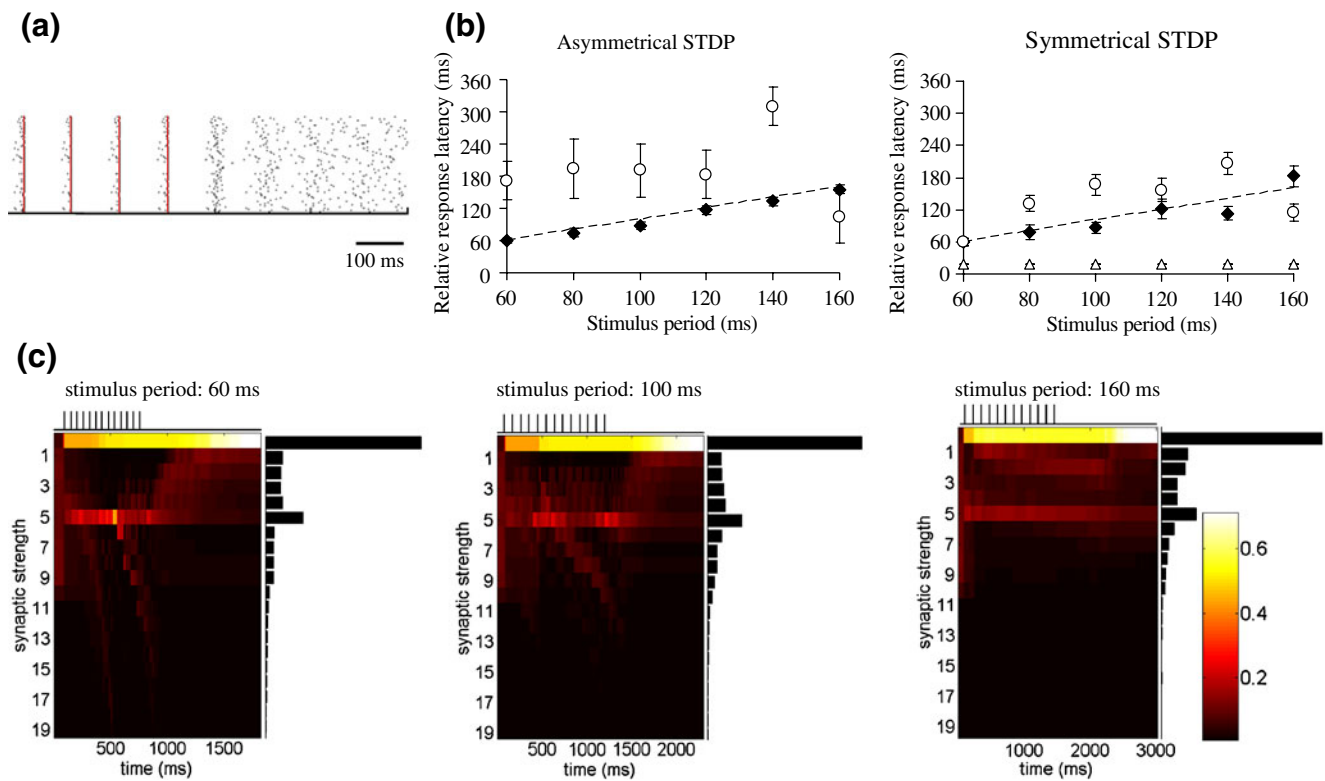 (a)
100 ms
(b)
Asymmetrical STDP
Relative response latency (ms)
360
300
240
180
120
60
0
60 80 100 120 140 160
Stimulus period (ms)
Symmetrical STDP
Relative response latency (ms)
360
300
240
180
120
60
0
60 80 100 120 140 160
Stimulus period (ms)
(c)
stimulus period: 60 ms
synaptic strength
1
3
5
7
9
11
13
15
17
19
500 1000 1500
time (ms)
stimulus period: 100 ms
synaptic strength
1
3
5
7
9
11
13
15
17
19
500 1000 1500 2000
time (ms)
stimulus period: 160 ms
synaptic strength
1
3
5
7
9
11
13
15
17
19
1000 2000 3000
time (ms)
0.6
0.4
0.2